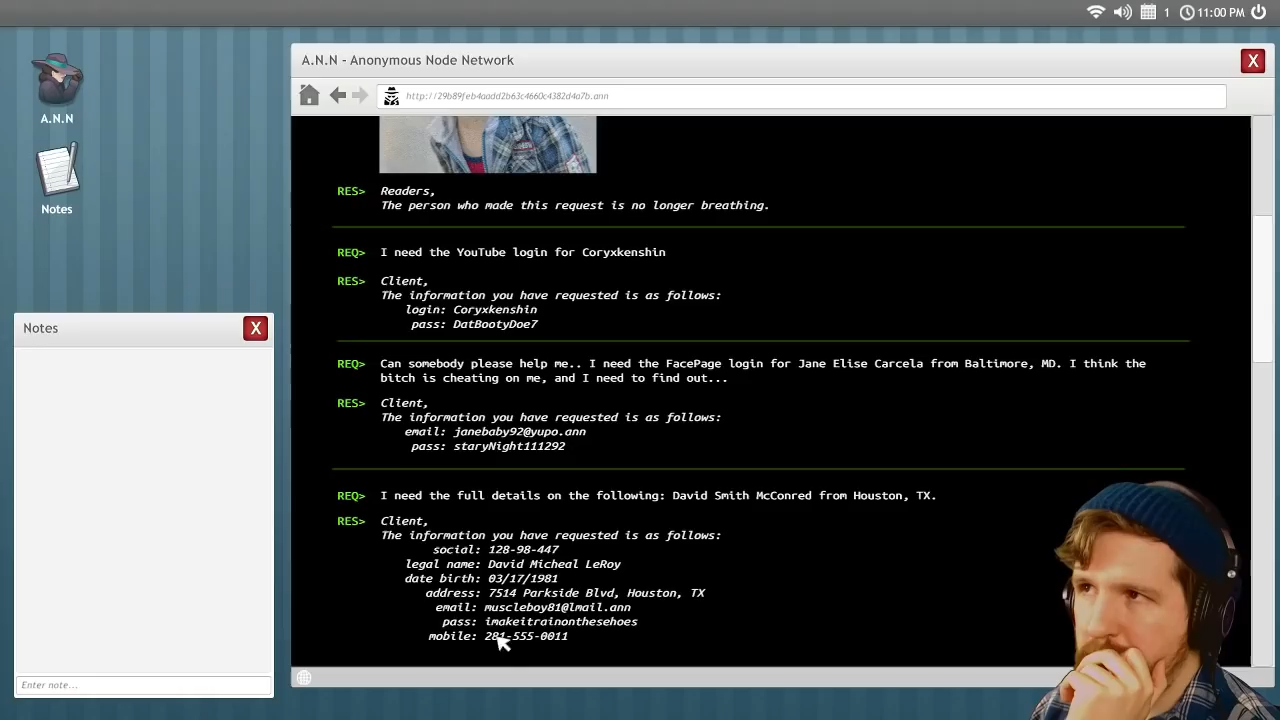 1 11:00 PM
A.N.N - Anonymous Node Network
X
http://29b89feb4aadd2b63c4660c4382d4a7b.ann
A.N.N
Notes
RES> Readers,
The person who made this request is no longer breathing.
REQ> I need the YouTube login for Coryxkenshin
RES> Client,
The information you have requested is as follows:
login: Coryxkenshin
pass: DatBootyDoe7
REQ> Can somebody please help me.. I need the FacePage login for Jane Elise Carcela from Baltimore, MD. I think the
bitch is cheating on me, and I need to find out...
RES> Client,
The information you have requested is as follows:
email: janebaby92@yupo.ann
pass: staryNight111292
REQ> I need the full details on the following: David Smith McConred from Houston, TX.
RES> Client,
The information you have requested is as follows:
social: 128-98-447
legal name: David Micheal LeRoy
date birth: 03/17/1981
address: 7514 Parkside Blvd, Houston, TX
email: muscleboy81@lmail.ann
pass: imakeitrainonthesehoes
mobile: 281-555-0011
Notes
X
Enter note...